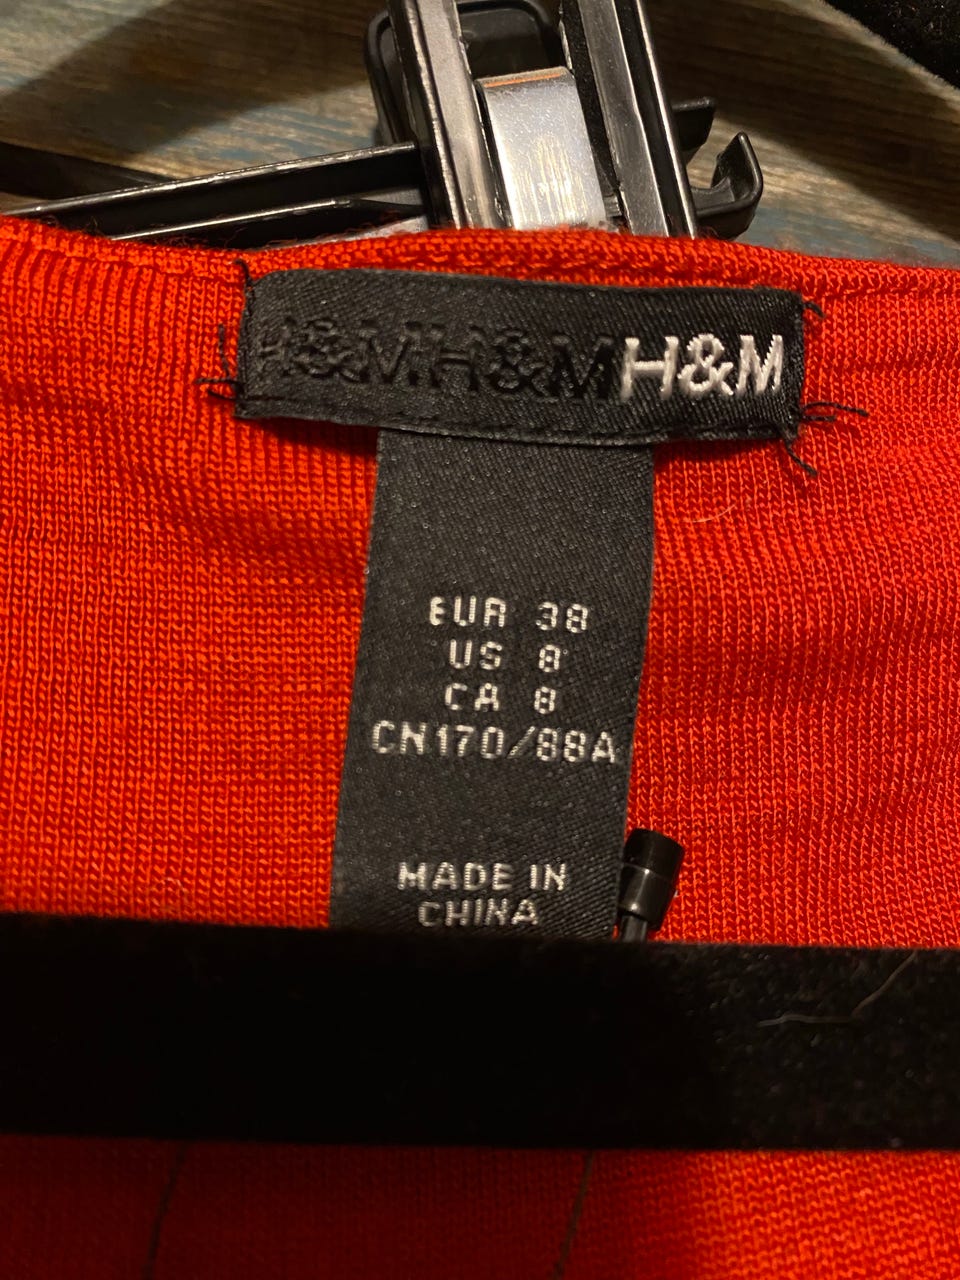 H&MH&MH&M
EUR 38
US 8
CA 8
CN170/88A
MADE IN
CHINA